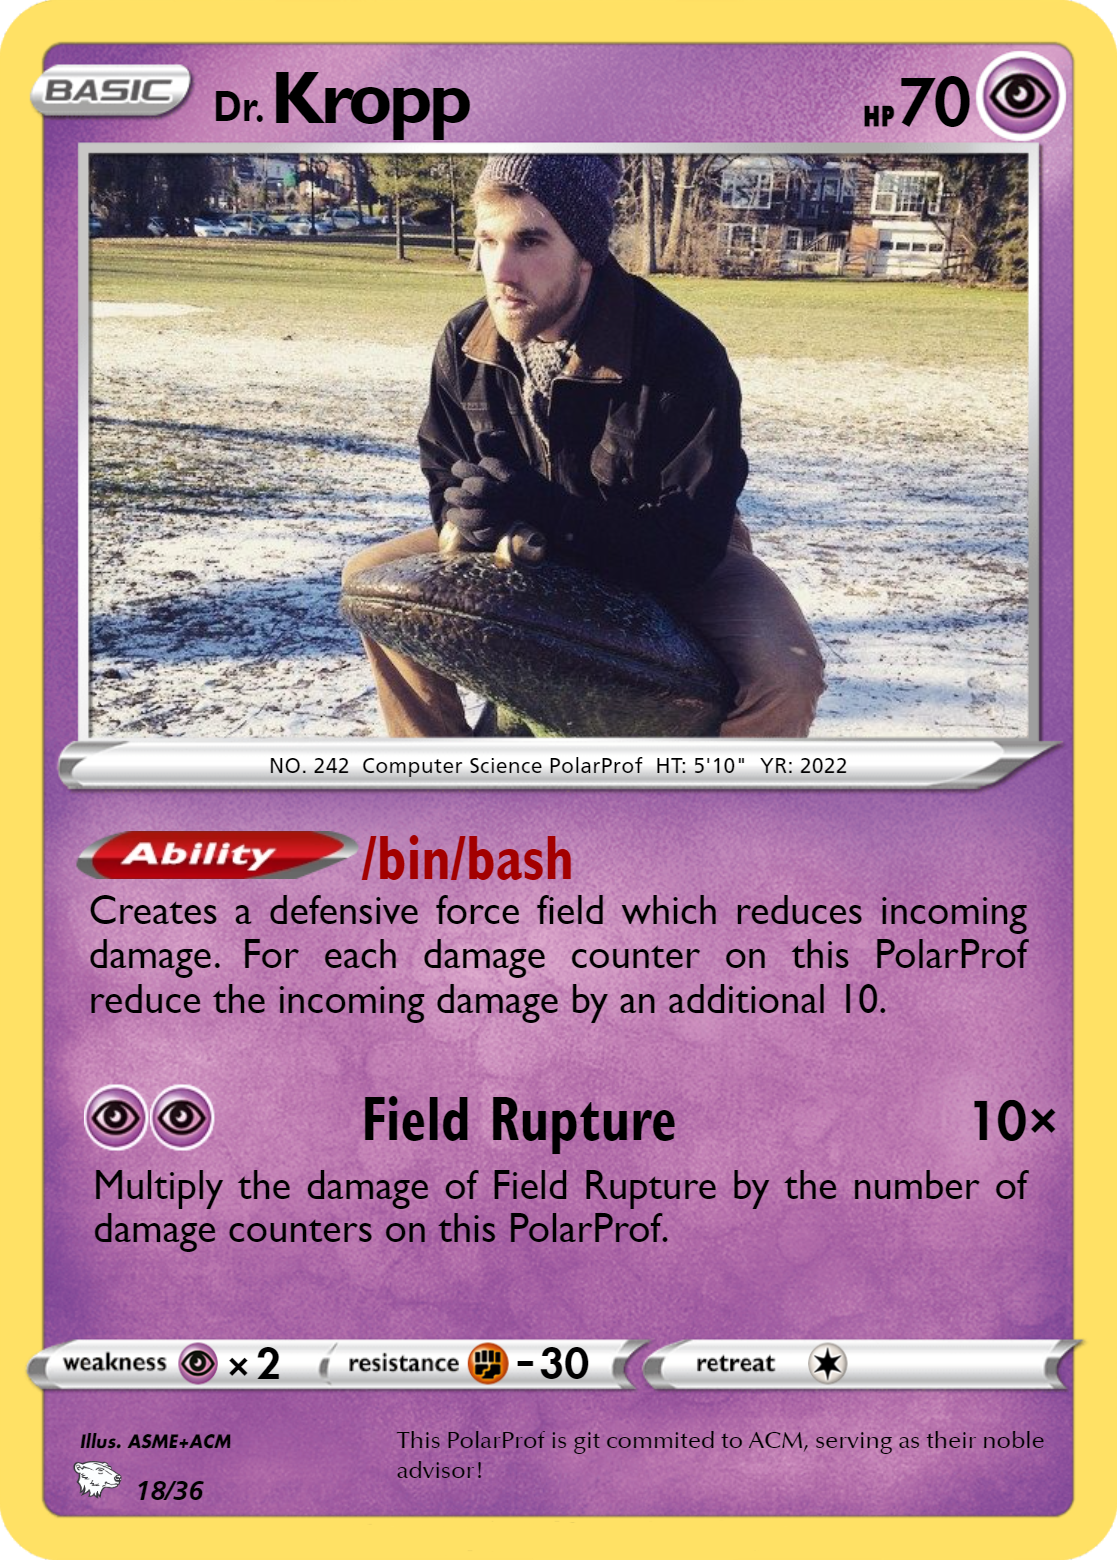 BASIC
Dr. Kropp
HP 70
NO. 242 Computer Science PolarProf HT: 5'10" YR: 2022
Ability /bin/bash
Creates a defensive force field which reduces incoming
damage. For each damage counter on this PolarProf
reduce the incoming damage by an additional 10.
Field Rupture 10×
Multiply the damage of Field Rupture by the number of
damage counters on this PolarProf.
weakness ×2 resistance -30 retreat
Illus. ASME+ACM
This PolarProf is git commited to ACM, serving as their noble
advisor!
18/36